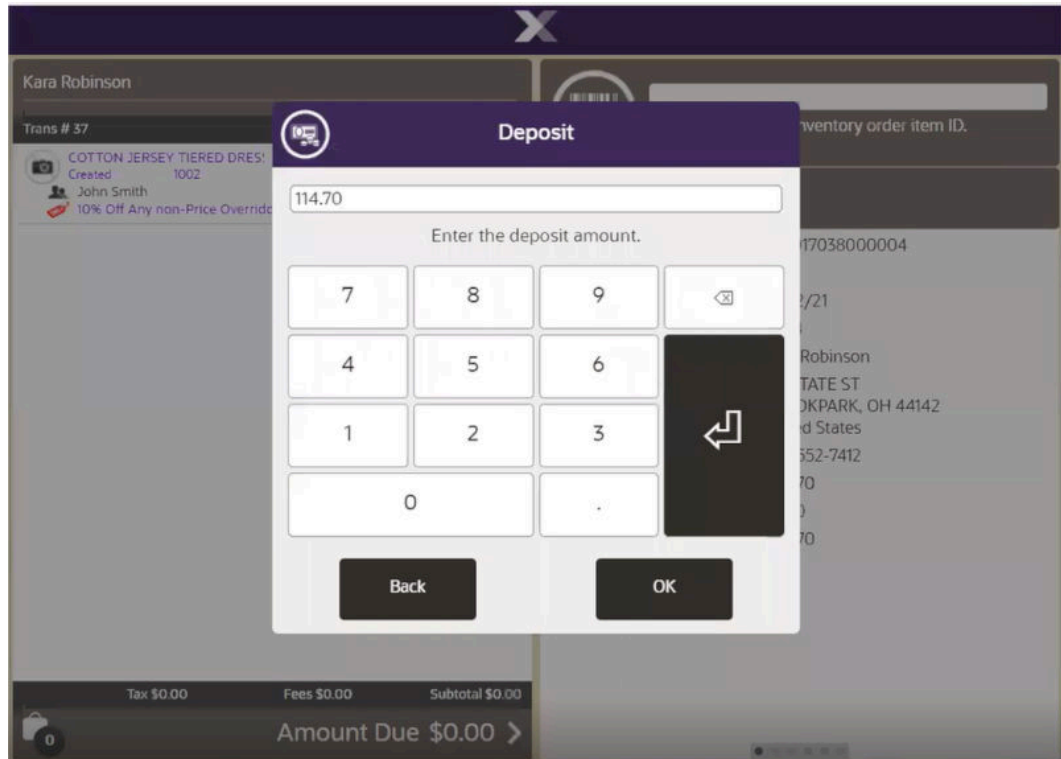 Kara Robinson
Trans # 37
COTTON JERSEY TIERED DRES
Created 1002
John Smith
10% Off Any non-Price Overrid
Deposit
114.70
Enter the deposit amount.
7 8 9
4 5 6
1 2 3
0 .
Back OK
nventory order item ID.
17038000004
2/21
Robinson
TATE ST
OKPARK, OH 44142
d States
552-7412
70
70
Tax $0.00 Fees $0.00 Subtotal $0.00
0 Amount Due $0.00